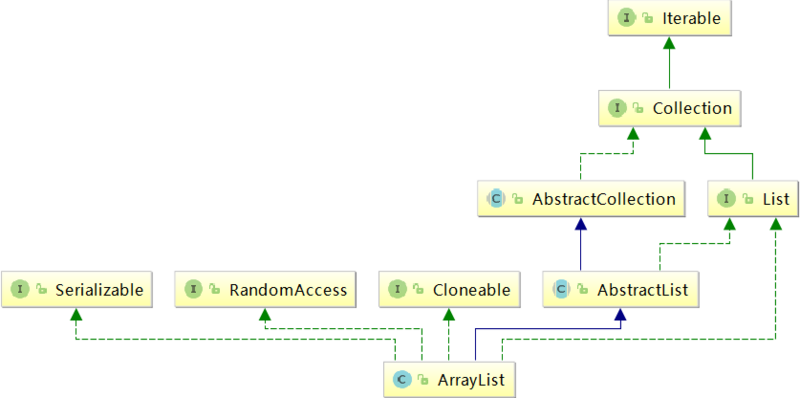 I Iterable
I Collection
C AbstractCollection
I List
I Serializable
I RandomAccess
I Cloneable
C AbstractList
C ArrayList